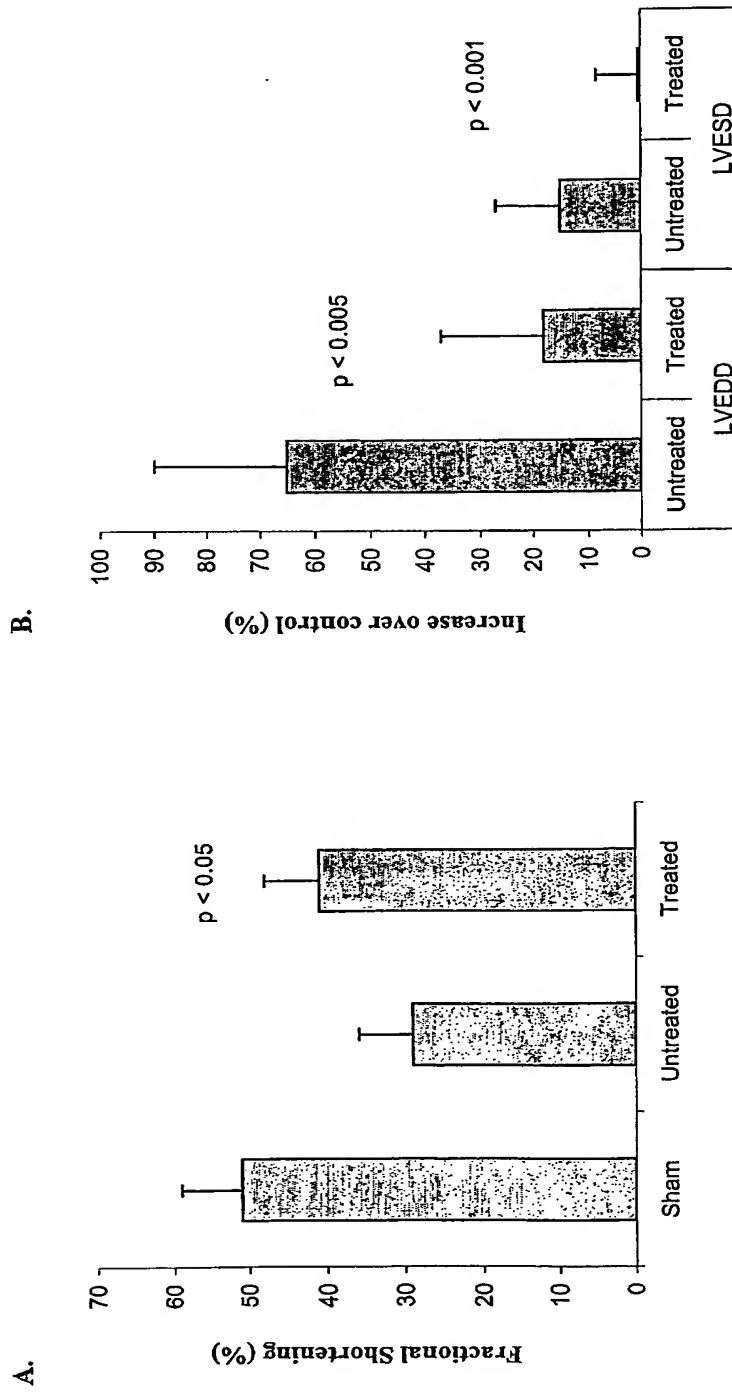 A.
Fractional Shortening (%)
70
60
50
40
30
20
10
0
p < 0.05
Sham
Untreated
Treated
B.
Increase over control (%)
100
90
80
70
60
50
40
30
20
10
0
p < 0.005
p < 0.001
Untreated
Treated
Untreated
Treated
LVEDD
LVESD